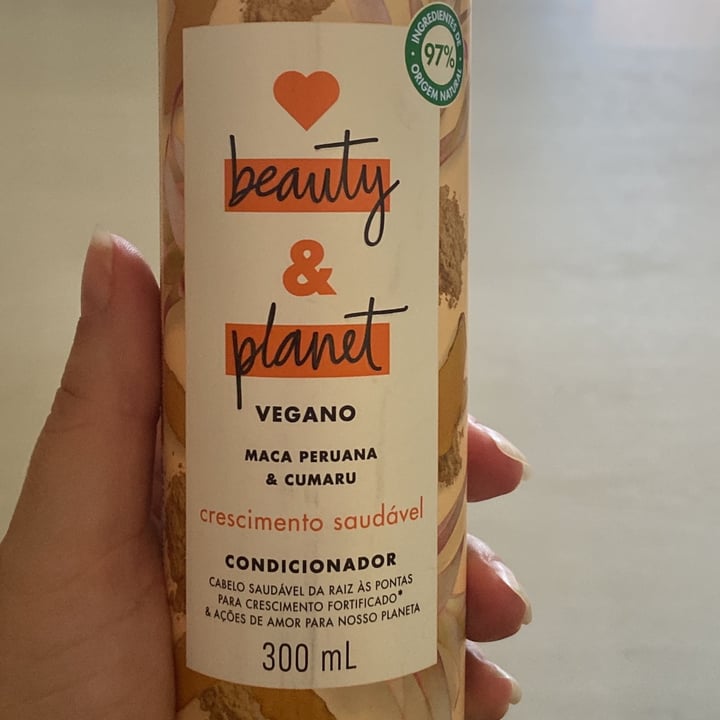 INGREDIENTES DE
97%
ORIGEM NATURAL
beauty
&
planet
VEGANO
MACA PERUANA
& CUMARU
crescimento saudável
CONDICIONADOR
CABELO SAUDÁVEL DA RAIZ ÀS PONTAS
PARA CRESCIMENTO FORTIFICADO*
& AÇÕES DE AMOR PARA NOSSO PLANETA
300 mL